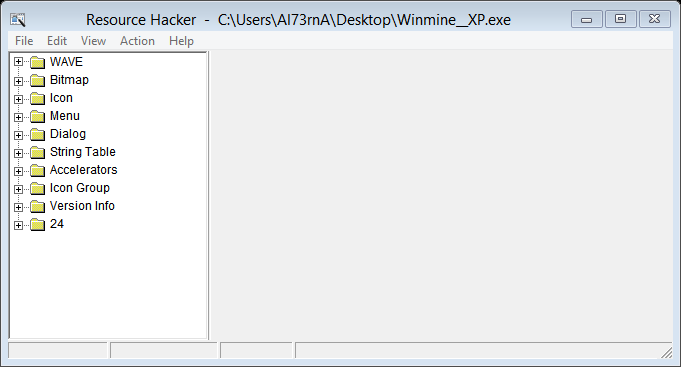 Resource Hacker - C:\Users\Al73rnA\Desktop\Winmine__XP.exe
File Edit View Action Help
WAVE
Bitmap
Icon
Menu
Dialog
String Table
Accelerators
Icon Group
Version Info
24